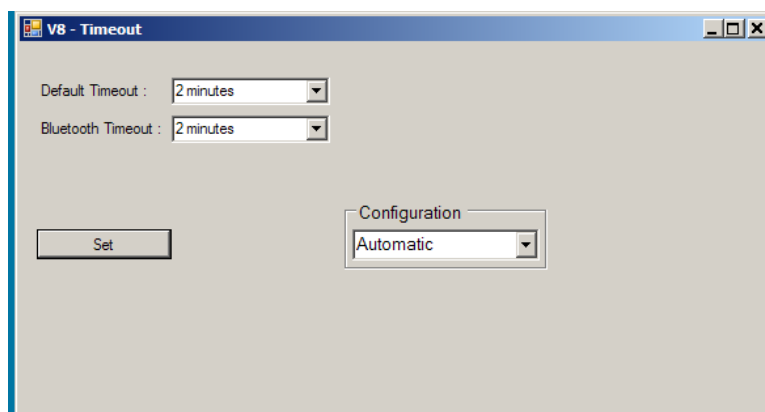 V8 - Timeout
Default Timeout : 2 minutes
Bluetooth Timeout : 2 minutes
Configuration
Set Automatic